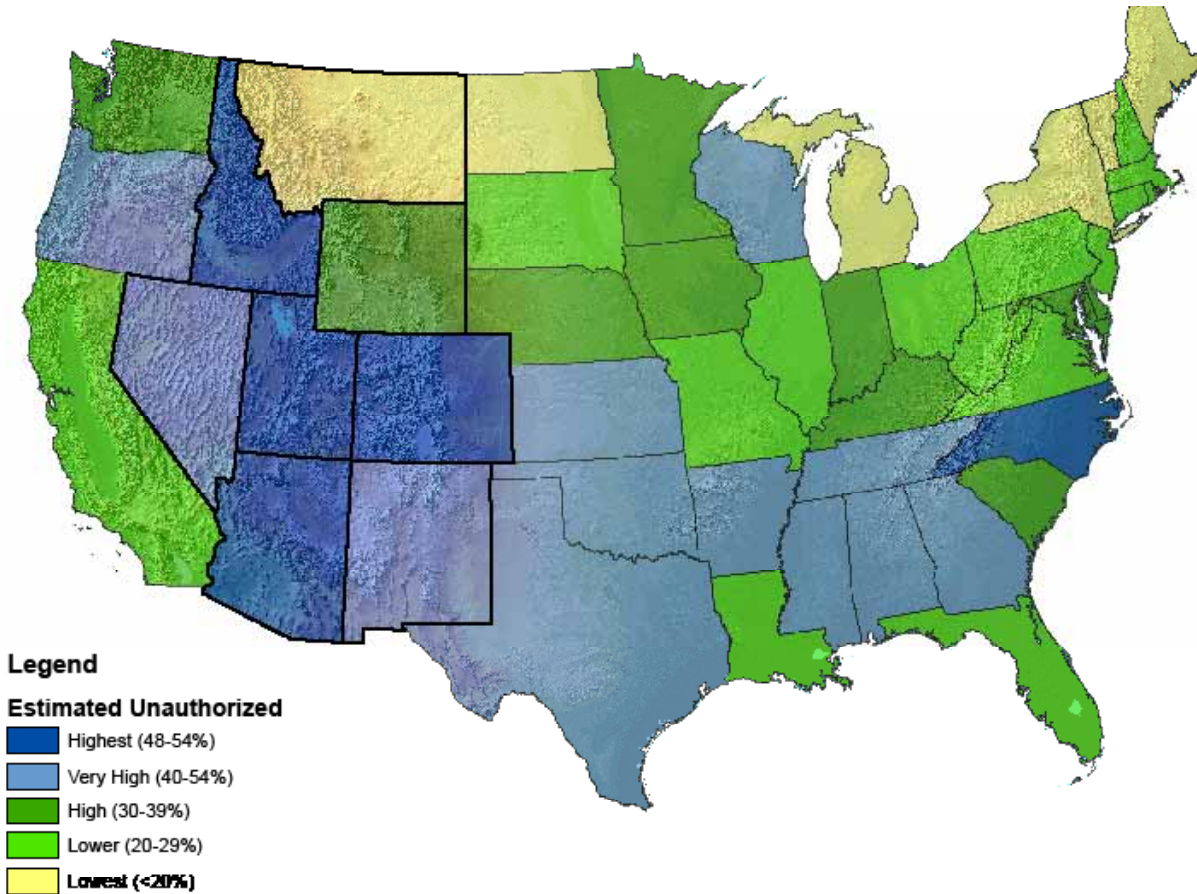 Legend
Estimated Unauthorized
Highest (48-54%)
Very High (40-54%)
High (30-39%)
Lower (20-29%)
Lowest (<20%)